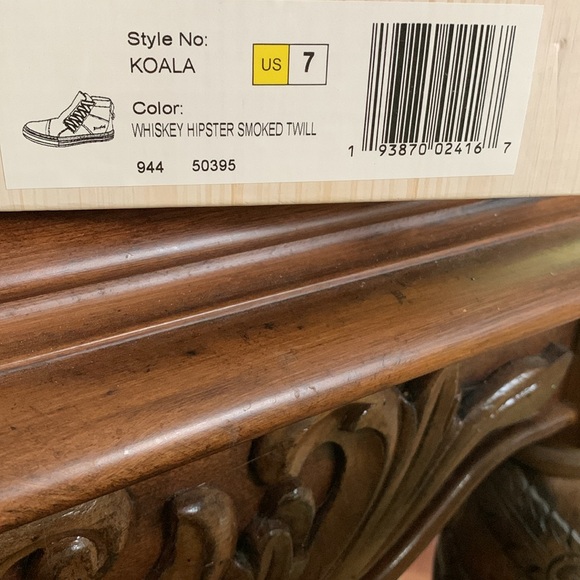 Style No:
KOALA
US 7
Color:
WHISKEY HIPSTER SMOKED TWILL
944 50395
1 93870 02416 7